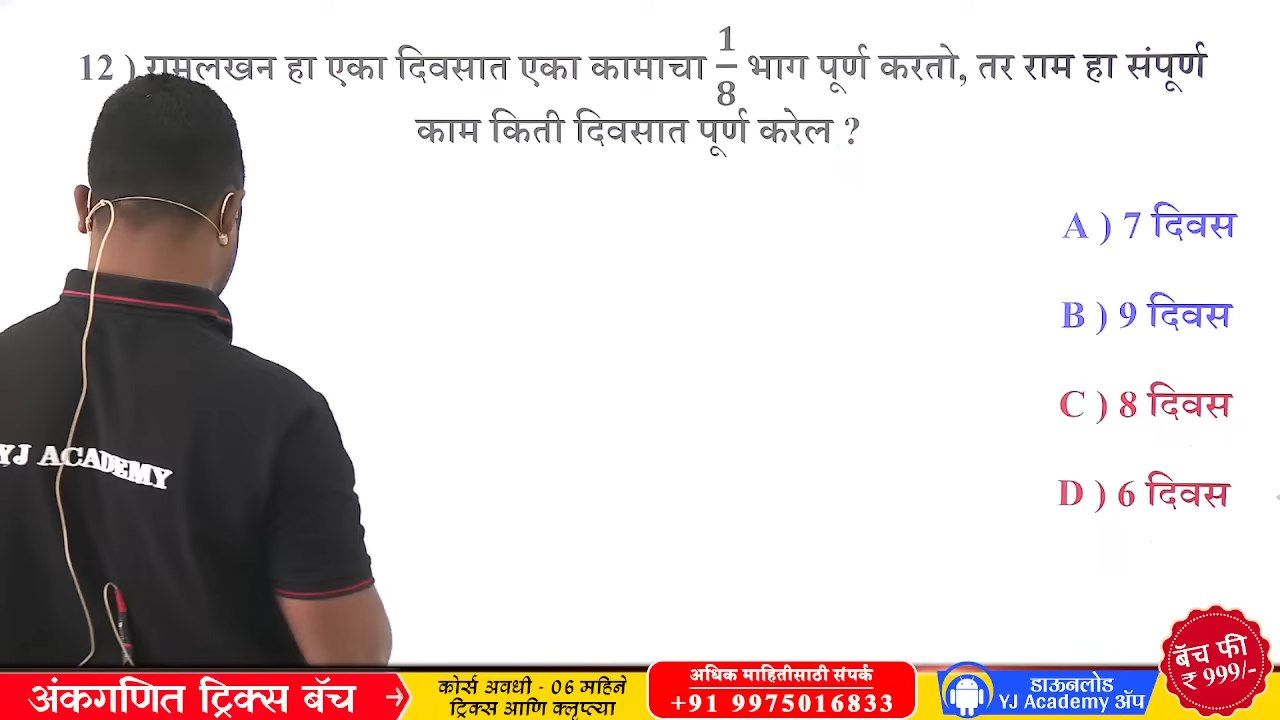 12 ) रामलखन हा एका दिवसात एका कामाचा 1/8 भाग पूर्ण करतो, तर राम हा संपूर्ण
काम किती दिवसात पूर्ण करेल ?
A ) 7 दिवस
B ) 9 दिवस
C ) 8 दिवस
D ) 6 दिवस
YJ ACADEMY
बॅच फी
₹ 999/-
अंकगणित ट्रिक्स बॅच
कोर्स अवधी - 06 महिने
ट्रिक्स आणि क्लुप्त्या
अधिक माहितीसाठी संपर्क
+91 9975016833
डाऊनलोड
YJ Academy ॲप